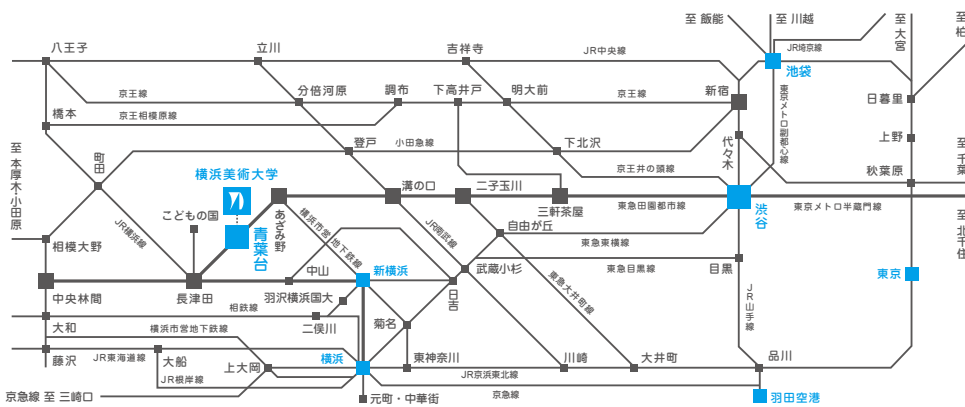 至 飯能
至 川越
至 大宮
至 柏
八王子
立川
吉祥寺
JR中央線
JR埼京線
池袋
分倍河原
調布
下高井戸
明大前
京王線
京王線
新宿
日暮里
橋本
京王相模原線
東京メトロ副都心線
上野
代々木
登戸
小田急線
下北沢
至 本厚木・小田原
町田
京王井の頭線
秋葉原
至 千葉
横浜美術大学
溝の口
二子玉川
三軒茶屋
東急田園都市線
渋谷
東京メトロ半蔵門線
こどもの国
あざみ野
青葉台
横浜市営地下鉄線
JR南武線
自由が丘
東急東横線
至 北千住
JR横浜線
相模大野
東急目黒線
目黒
中央林間
長津田
中山
新横浜
武蔵小杉
日吉
東急大井町線
JR山手線
東京
羽沢横浜国大
相鉄線
二俣川
菊名
大和
横浜市営地下鉄線
藤沢
JR東海道線
大船
上大岡
横浜
東神奈川
川崎
大井町
品川
JR根岸線
JR京浜東北線
京急線 至 三崎口
元町・中華街
京急線
羽田空港